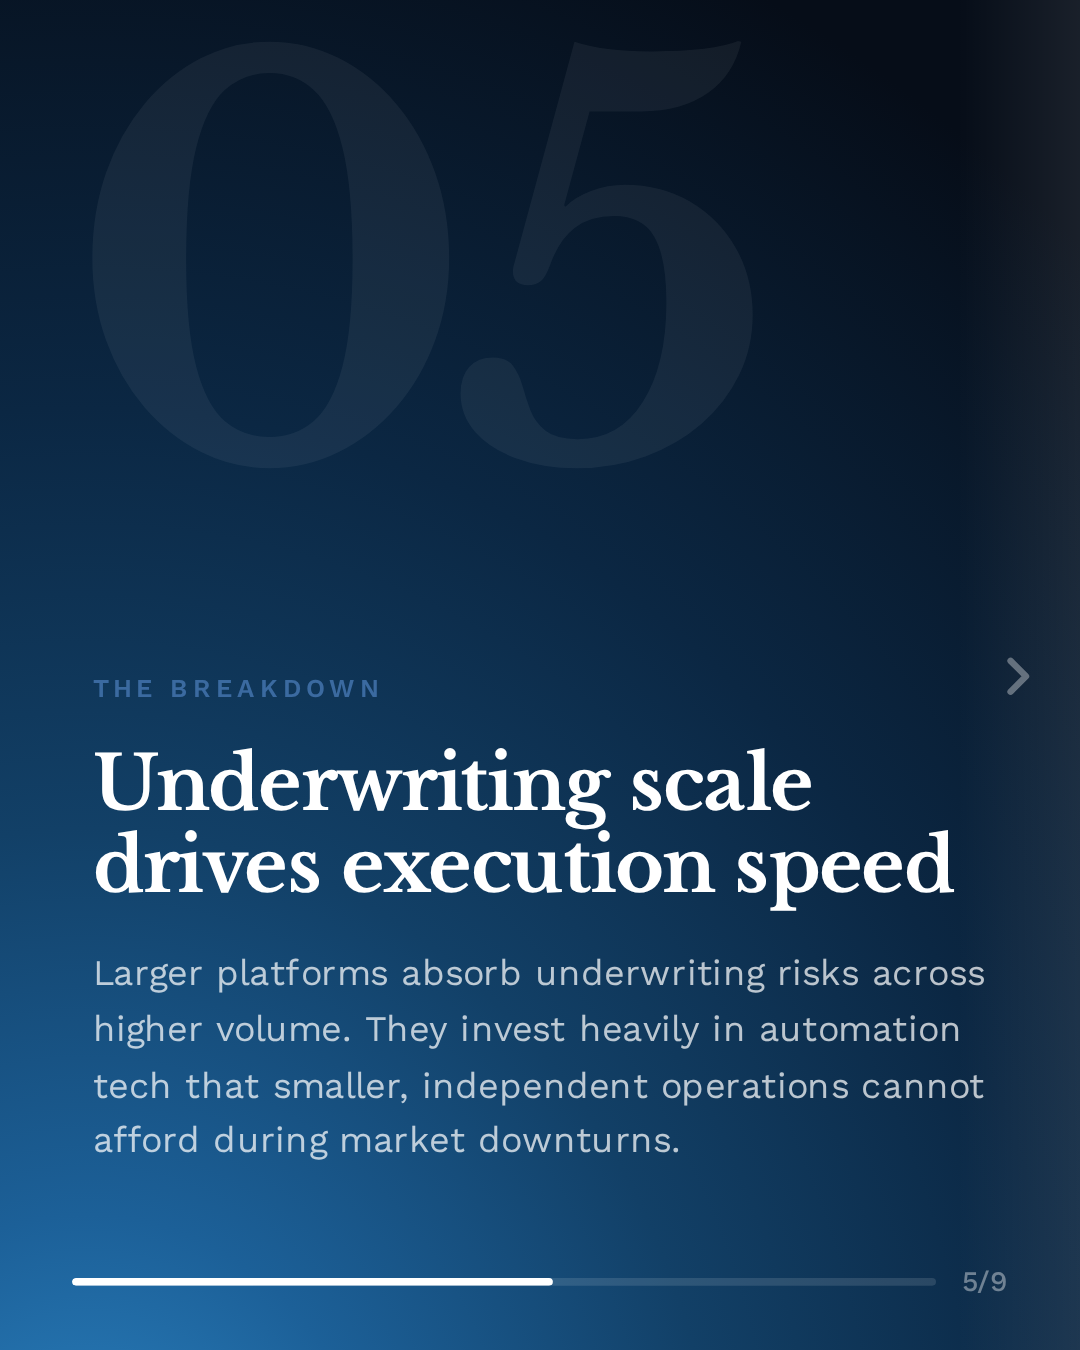 05
THE BREAKDOWN
Underwriting scale
drives execution speed
Larger platforms absorb underwriting risks across
higher volume. They invest heavily in automation
tech that smaller, independent operations cannot
afford during market downturns.
5/9